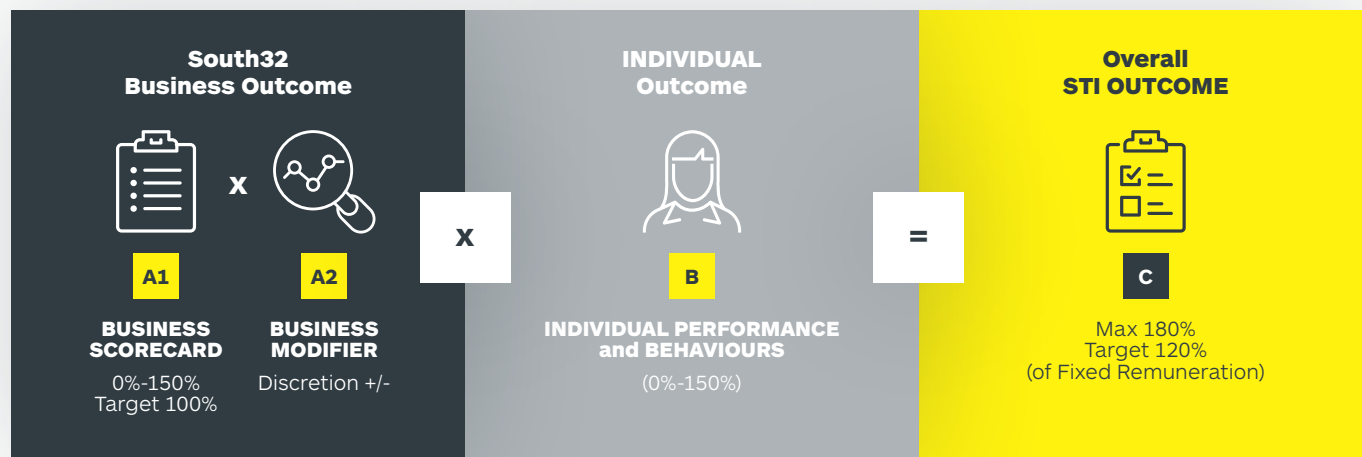 South32
Business Outcome
x
A1
A2
BUSINESS
SCORECARD
0%-150%
Target 100%
BUSINESS
MODIFIER
Discretion +/-
x
INDIVIDUAL
Outcome
B
INDIVIDUAL PERFORMANCE
and BEHAVIOURS
(0%-150%)
=
Overall
STI OUTCOME
C
Max 180%
Target 120%
(of Fixed Remuneration)